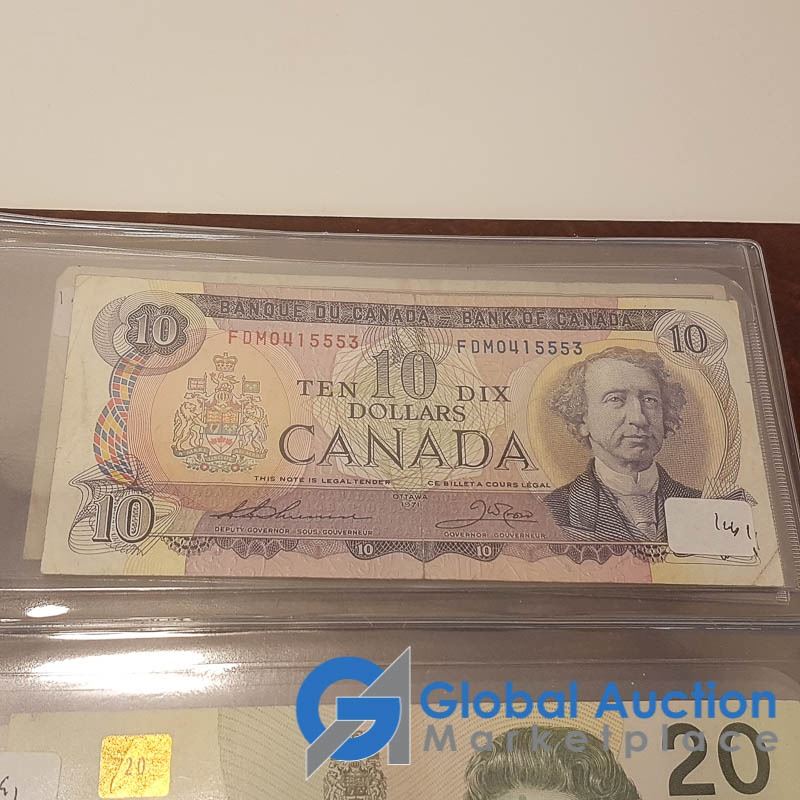 BANQUE DU CANADA – BANK OF CANADA
10
10
FDM0415553
FDM0415553
10
TEN DIX
DOLLARS
CANADA
THIS NOTE IS LEGAL TENDER
CE BILLET A COURS LÉGAL
OTTAWA
1971
10
DEPUTY GOVERNOR · SOUS-GOUVERNEUR
GOVERNOR · GOUVERNEUR
10
10
Global Auction
Marketplace
20
20